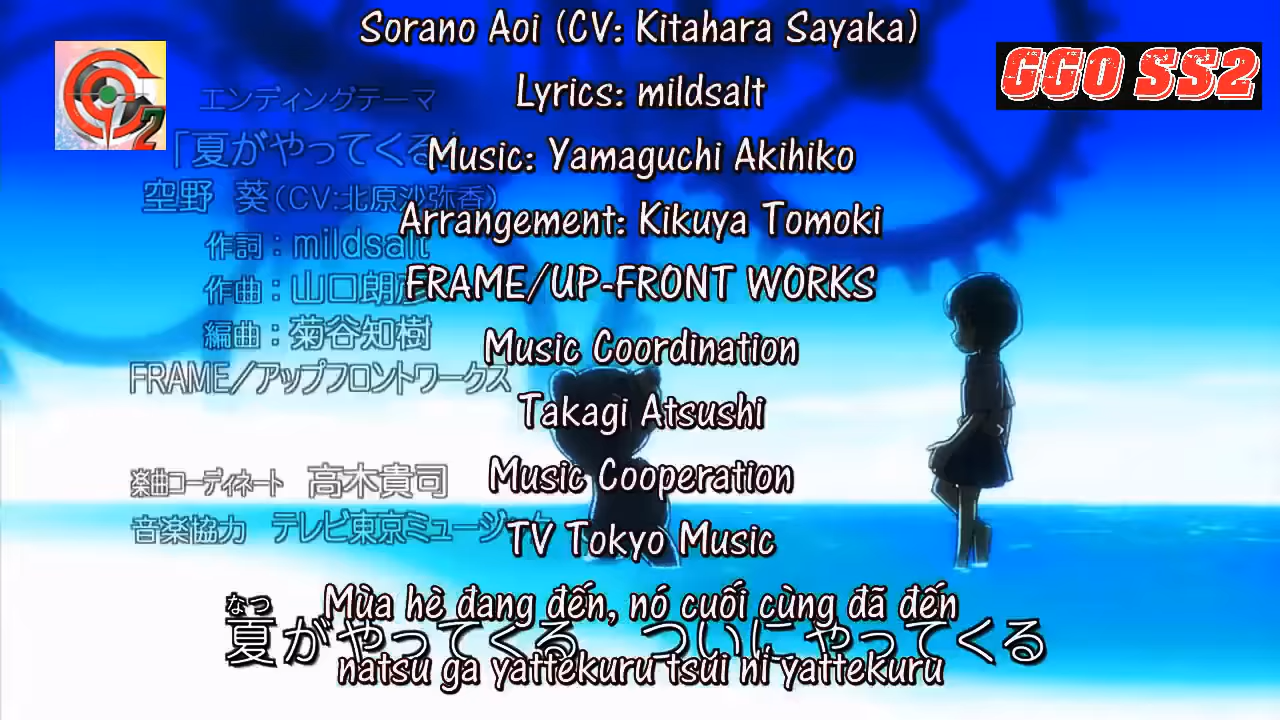 Sorano Aoi (CV: Kitahara Sayaka)
Lyrics: mildsalt
Music: Yamaguchi Akihiko
Arrangement: Kikuya Tomoki
FRAME/UP-FRONT WORKS
Music Coordination
Takagi Atsushi
Music Cooperation
TV Tokyo Music
Mùa hè đang đến, nó cuối cùng đã đến
natsu ga yattekuru tsui ni yattekuru
エンディングテーマ
「夏がやってくる」
空野 葵(CV:北原沙弥香)
作詞:mildsalt
作曲:山口朗彦
編曲:菊谷知樹
FRAME/アップフロントワークス
楽曲コーディネート 高木貴司
音楽協力 テレビ東京ミュージック
なつ
夏がやってくる ついにやってくる
2
GGO SS2